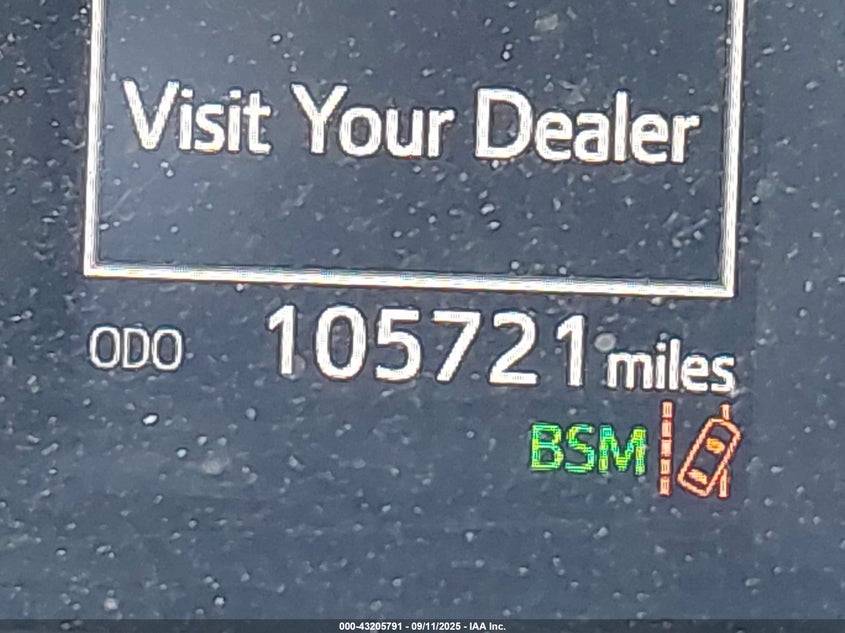 Visit Your Dealer
ODO 105721 miles
BSM
000-43205791 - 09/11/2025 - IAA Inc.